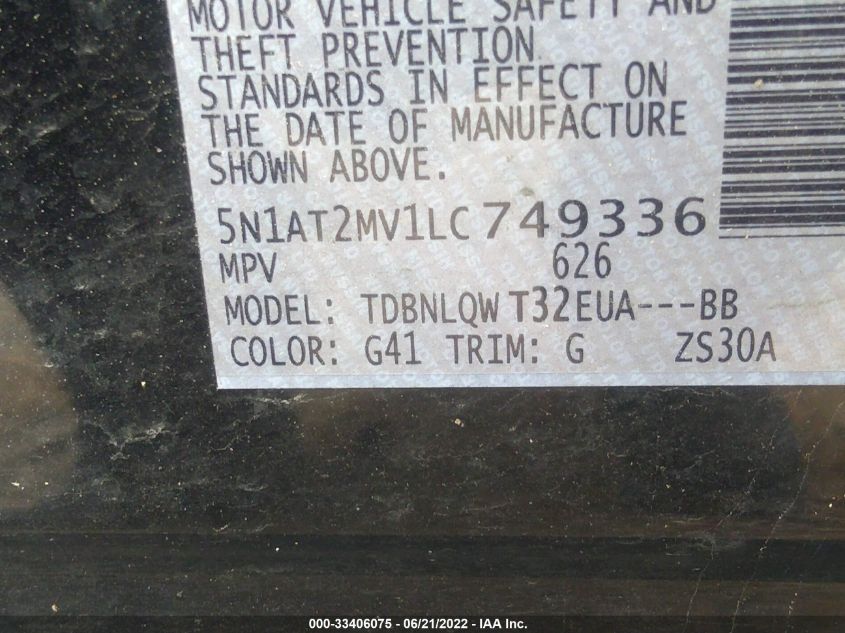 MOTOR VEHICLE SAFETY AND
THEFT PREVENTION
STANDARDS IN EFFECT ON
THE DATE OF MANUFACTURE
SHOWN ABOVE.
5N1AT2MV1LC749336
MPV 626
MODEL: TDBNLQW T32EUA---BB
COLOR: G41 TRIM: G ZS30A
000-33406075 - 06/21/2022 - IAA Inc.